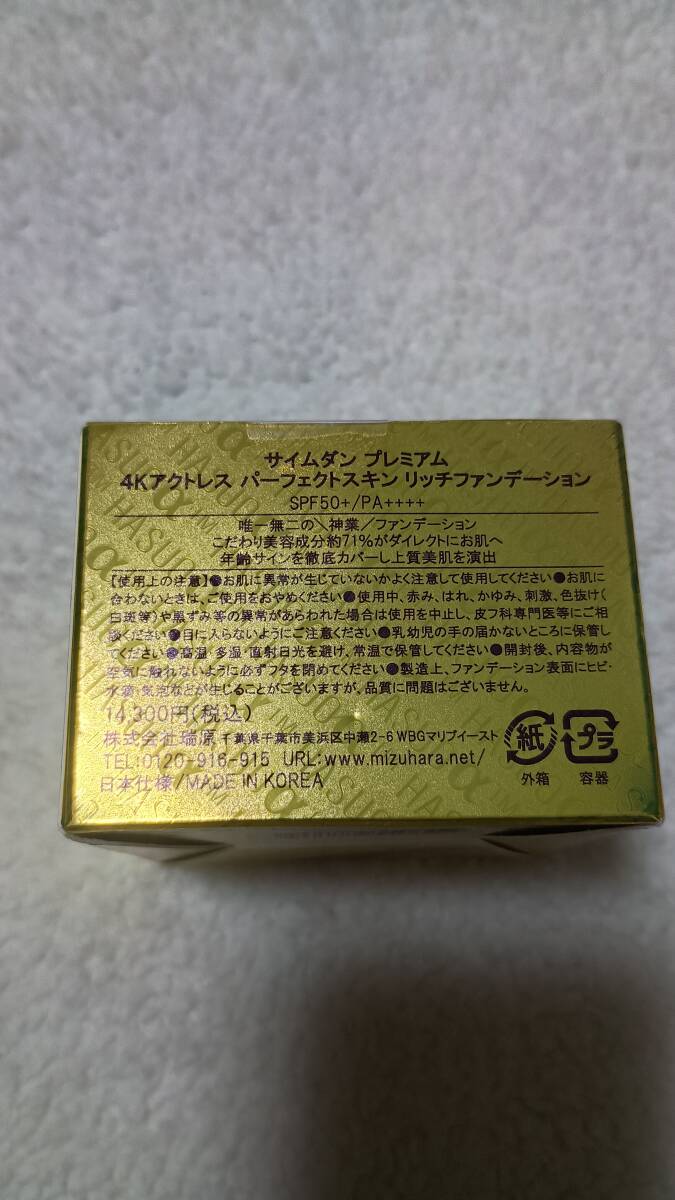 サイムダン プレミアム
4Kアクトレス パーフェクトスキン リッチファンデーション
SPF50+/PA++++
唯一無二の＼神業／ファンデーション
こだわり美容成分約71%がダイレクトにお肌へ
年齢サインを徹底カバーし上質美肌を演出
【使用上の注意】●お肌に異常が生じていないかよく注意して使用してください●お肌に
合わないときは、ご使用をおやめください●使用中、赤み、はれ、かゆみ、刺激、色抜け(
白斑等)や黒ずみ等の異常があらわれた場合は使用を中止し、皮フ科専門医等にご相
談ください●目に入らないようにご注意ください●乳幼児の手の届かないところに保管し
てください●高温・多湿・直射日光を避け、常温で保管してください●開封後、内容物が
空気に触れないように必ずフタを閉めてください●製造上、ファンデーション表面にヒビ・
水滴・気泡などが生じることがございますが、品質に問題はございません。
14,300円(税込)
株式会社瑞原 千葉県千葉市美浜区中瀬2-6 WBGマリブイースト
TEL:0120-916-915 URL:www.mizuhara.net/
日本仕様/MADE IN KOREA
紙
外箱
プラ
容器